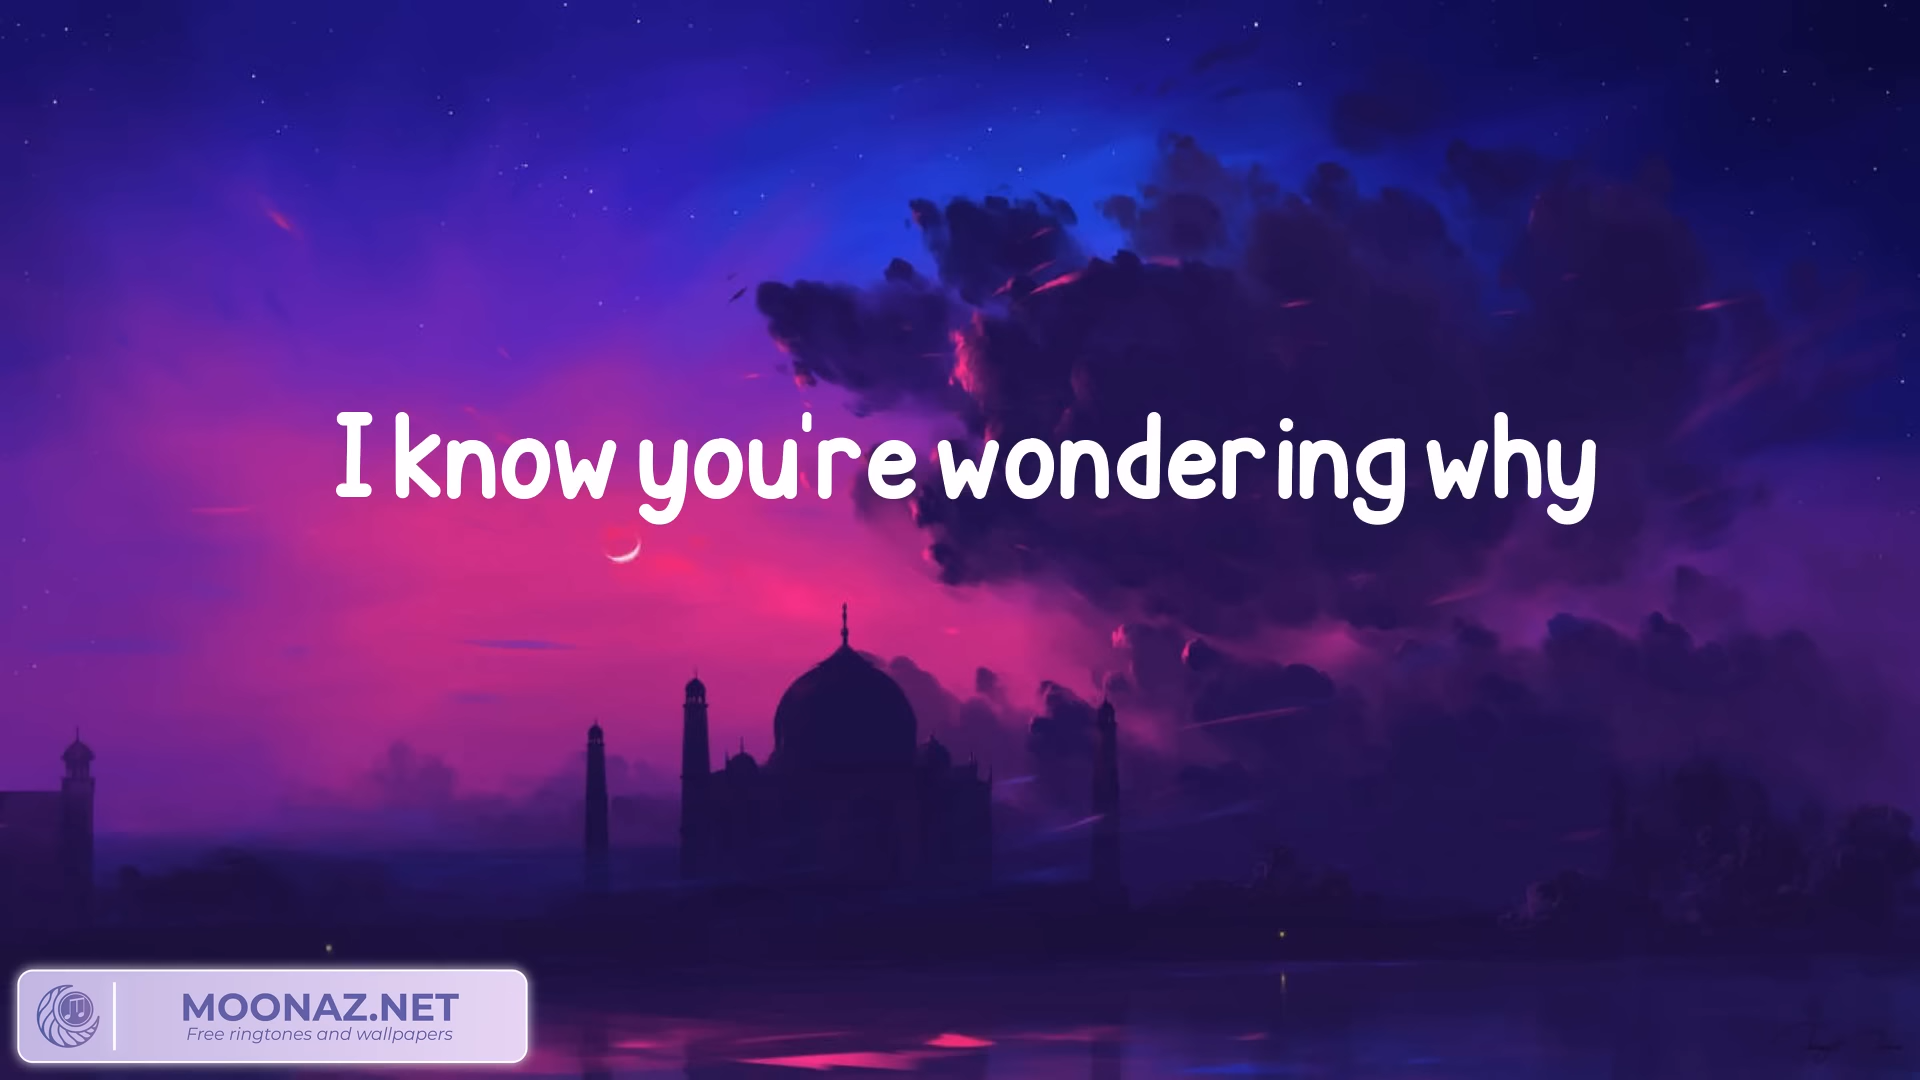 I know you're wondering why
MOONAZ.NET
Free ringtones and wallpapers